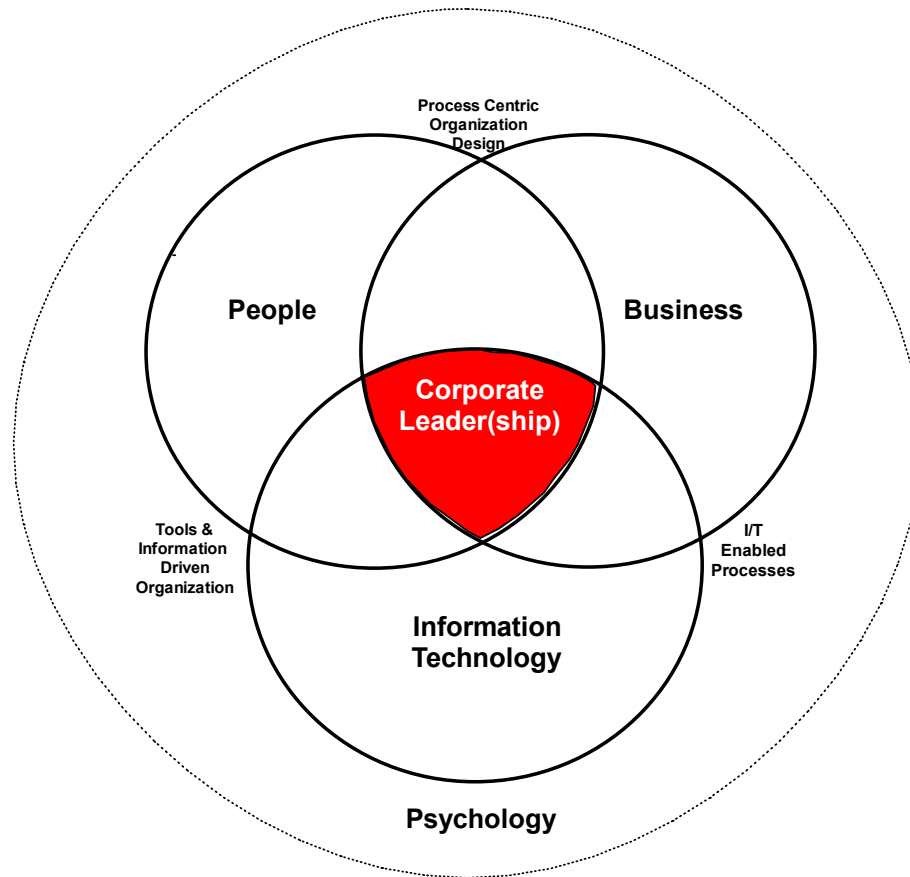 Process Centric
Organization
Design
People
Business
Corporate
Leader(ship)
Tools &
Information
Driven
Organization
I/T
Enabled
Processes
Information
Technology
Psychology